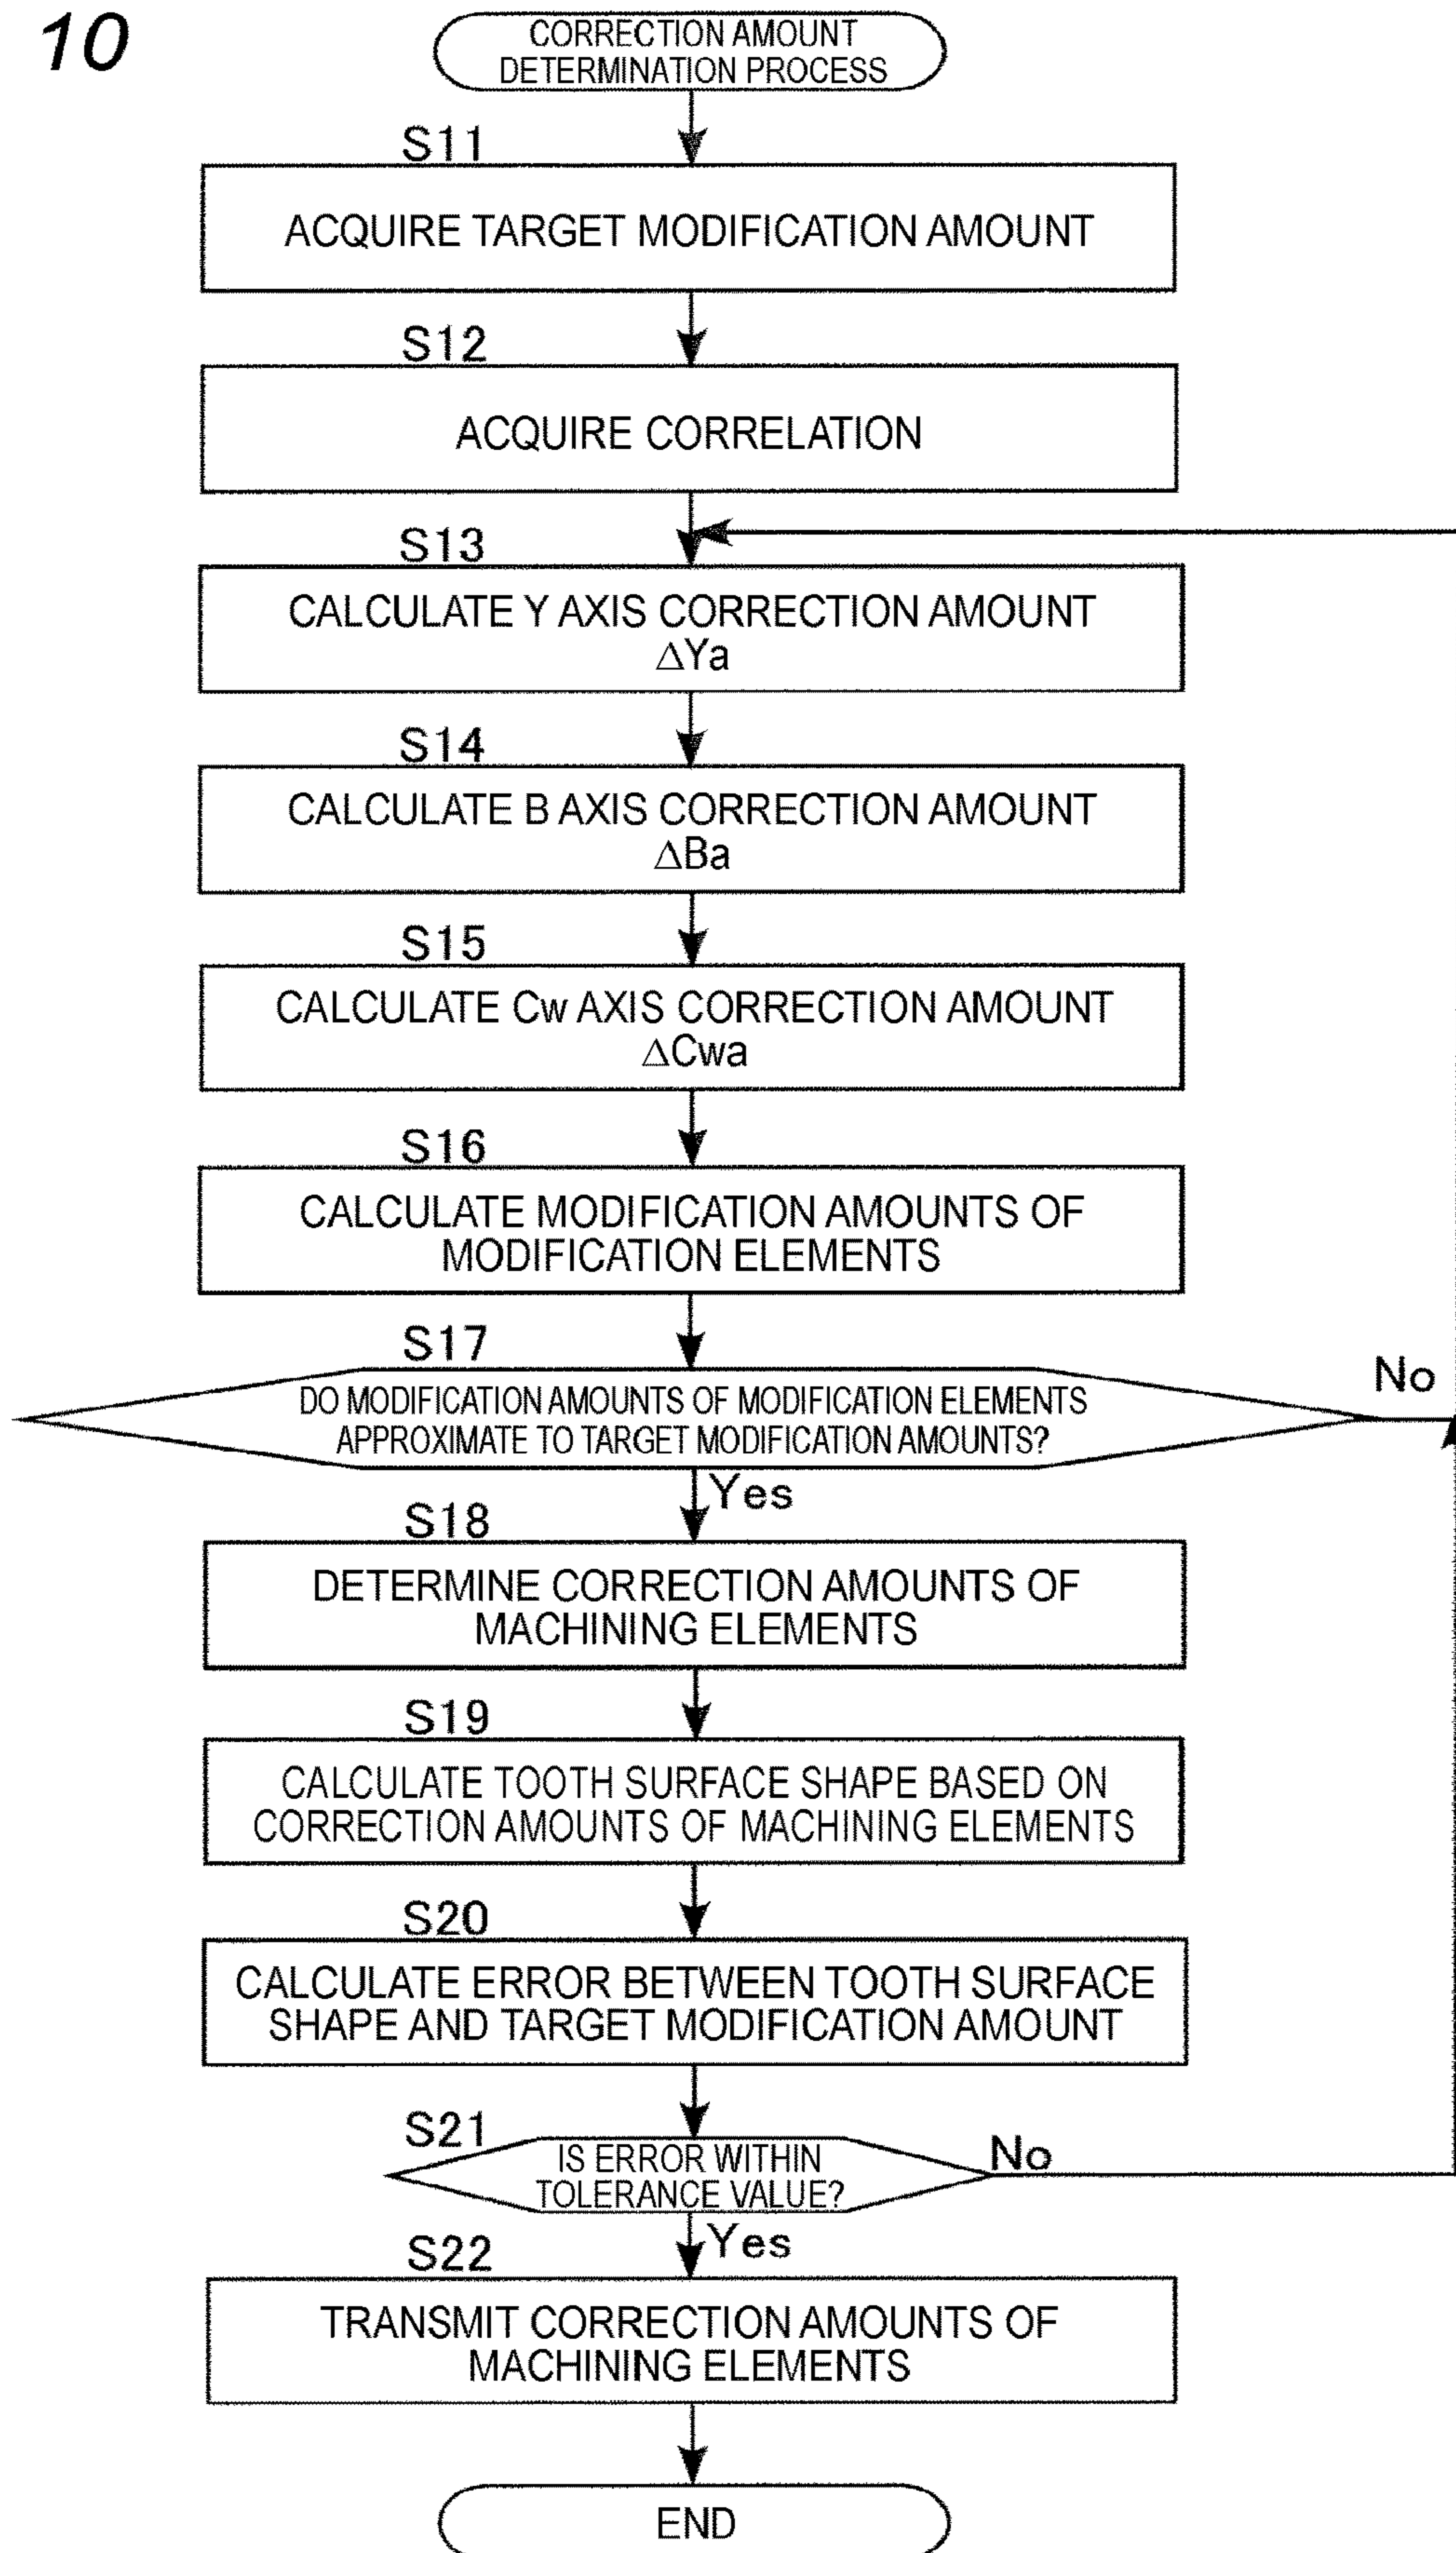 10
CORRECTION AMOUNT
DETERMINATION PROCESS
S11
ACQUIRE TARGET MODIFICATION AMOUNT
S12
ACQUIRE CORRELATION
S13
CALCULATE Y AXIS CORRECTION AMOUNT
ΔYa
S14
CALCULATE B AXIS CORRECTION AMOUNT
ΔBa
S15
CALCULATE Cw AXIS CORRECTION AMOUNT
ΔCwa
S16
CALCULATE MODIFICATION AMOUNTS OF
MODIFICATION ELEMENTS
S17
DO MODIFICATION AMOUNTS OF MODIFICATION ELEMENTS
APPROXIMATE TO TARGET MODIFICATION AMOUNTS?
No
Yes
S18
DETERMINE CORRECTION AMOUNTS OF
MACHINING ELEMENTS
S19
CALCULATE TOOTH SURFACE SHAPE BASED ON
CORRECTION AMOUNTS OF MACHINING ELEMENTS
S20
CALCULATE ERROR BETWEEN TOOTH SURFACE
SHAPE AND TARGET MODIFICATION AMOUNT
S21
IS ERROR WITHIN
TOLERANCE VALUE?
No
Yes
S22
TRANSMIT CORRECTION AMOUNTS OF
MACHINING ELEMENTS
END